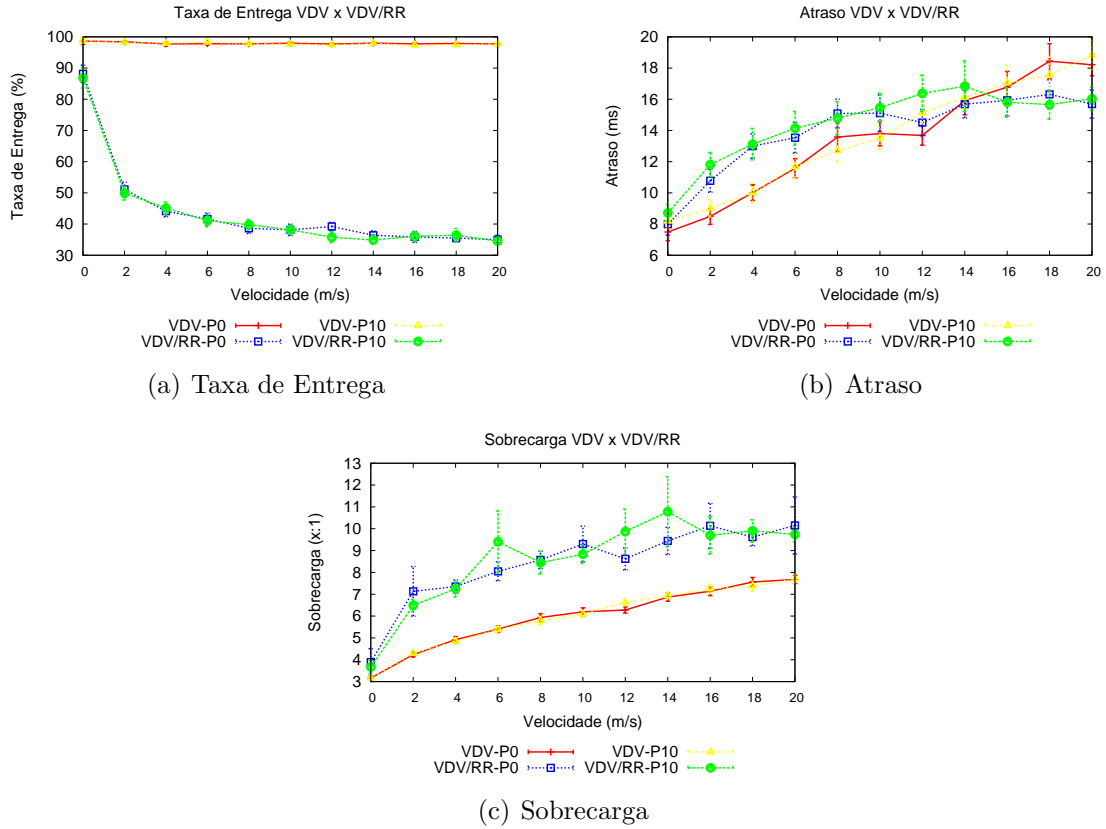 Taxa de Entrega VDV x VDV/RR
100
90
80
70
60
50
40
30
Taxa de Entrega (%)
0 2 4 6 8 10 12 14 16 18 20
Velocidade (m/s)
VDV-P0 VDV-P10
VDV/RR-P0 VDV/RR-P10
(a) Taxa de Entrega
Atraso VDV x VDV/RR
20
18
16
14
12
10
8
6
Atraso (ms)
0 2 4 6 8 10 12 14 16 18 20
Velocidade (m/s)
VDV-P0 VDV-P10
VDV/RR-P0 VDV/RR-P10
(b) Atraso
Sobrecarga VDV x VDV/RR
13
12
11
10
9
8
7
6
5
4
3
Sobrecarga (x:1)
0 2 4 6 8 10 12 14 16 18 20
Velocidade (m/s)
VDV-P0 VDV-P10
VDV/RR-P0 VDV/RR-P10
(c) Sobrecarga